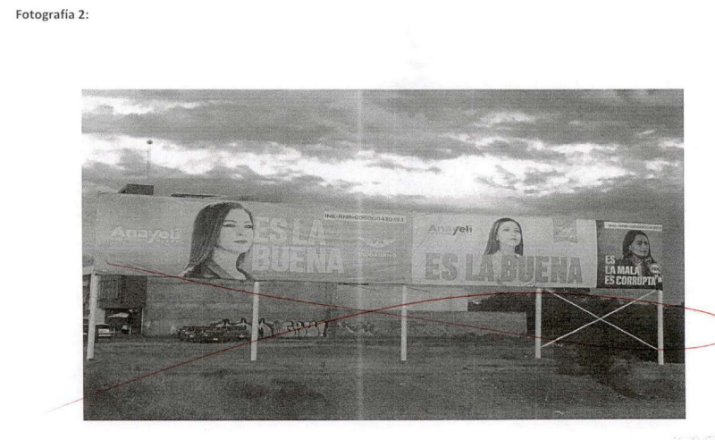 Fotografía 2:
Anayeli
ES LA
BUENA
Anayeli
ES LA BUENA
ES
LA MALA
ES CORRUPTA